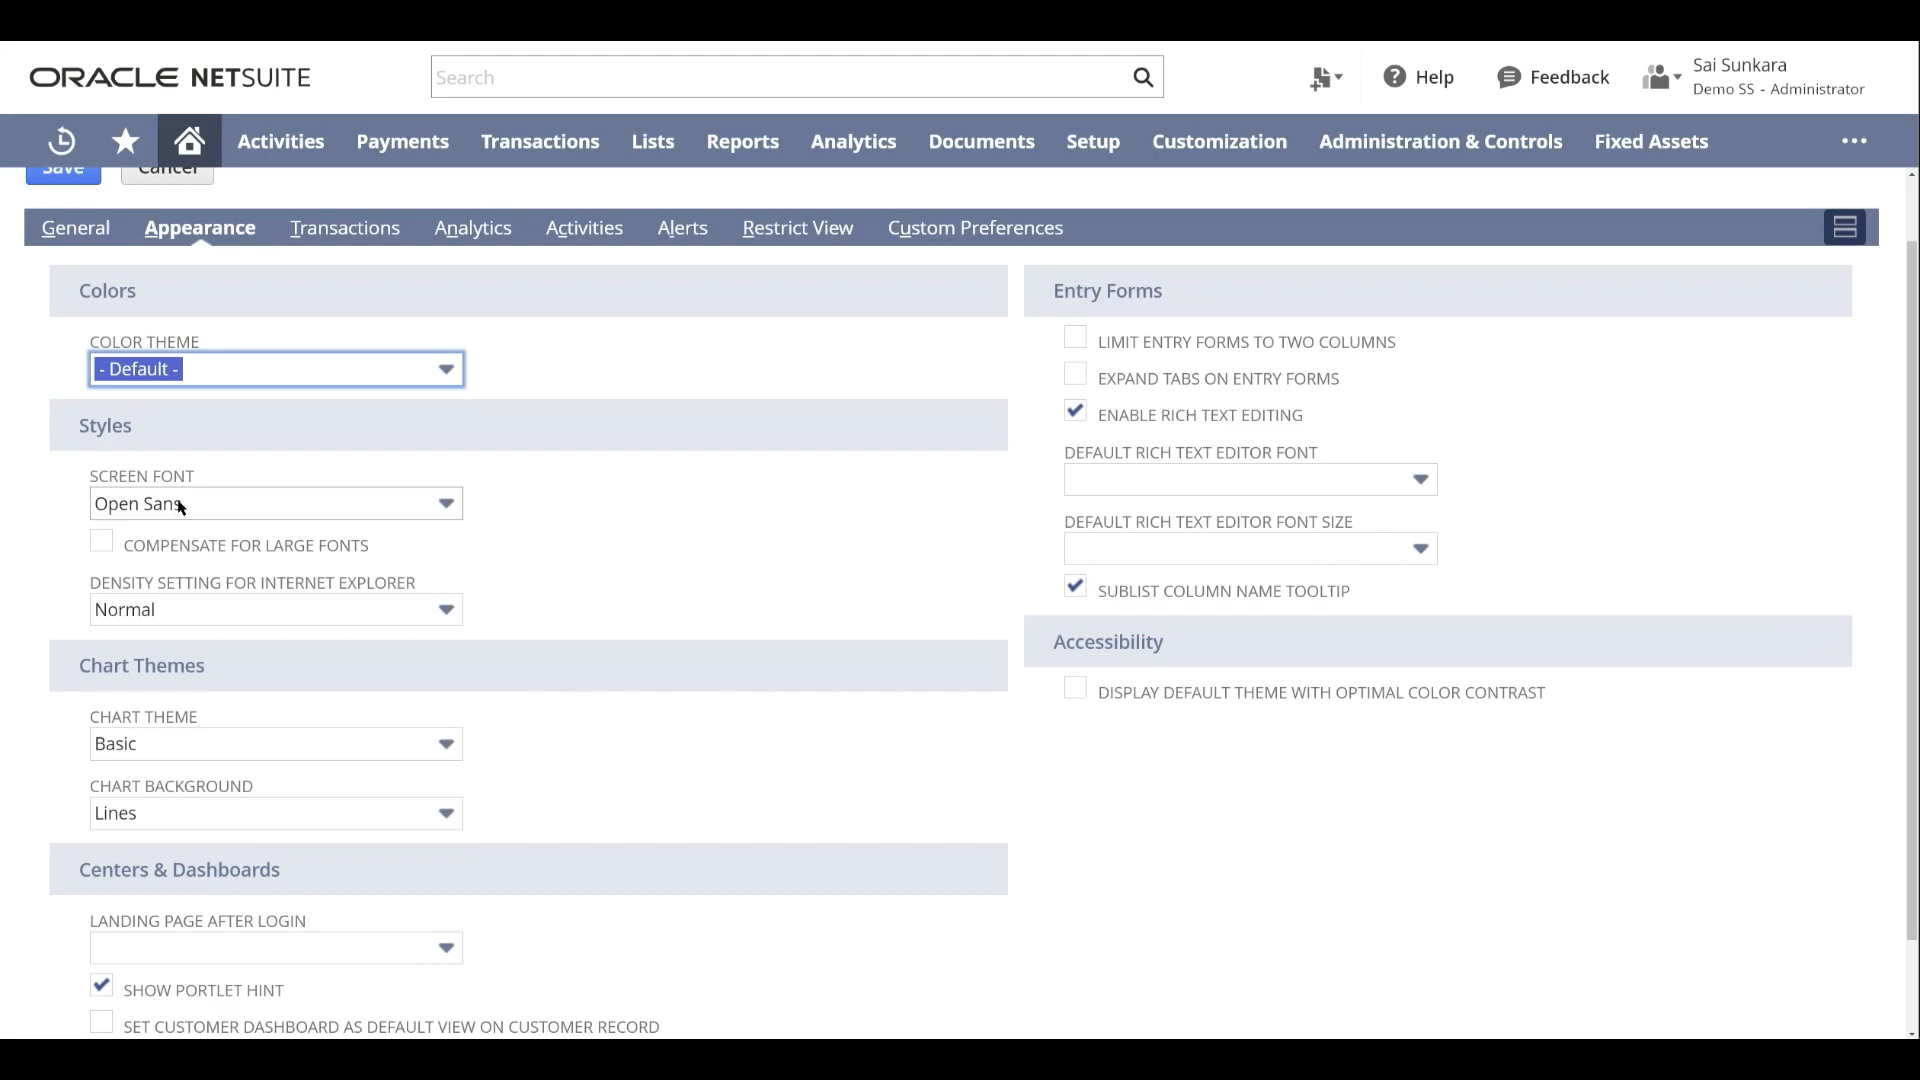 ORACLE NETSUITE
Search
Help
Feedback
Sai Sunkara
Demo SS - Administrator
Activities
Payments
Transactions
Lists
Reports
Analytics
Documents
Setup
Customization
Administration & Controls
Fixed Assets
Save
Cancel
General
Appearance
Transactions
Analytics
Activities
Alerts
Restrict View
Custom Preferences
Colors
COLOR THEME
- Default -
Styles
SCREEN FONT
Open Sans
COMPENSATE FOR LARGE FONTS
DENSITY SETTING FOR INTERNET EXPLORER
Normal
Chart Themes
CHART THEME
Basic
CHART BACKGROUND
Lines
Centers & Dashboards
LANDING PAGE AFTER LOGIN
SHOW PORTLET HINT
SET CUSTOMER DASHBOARD AS DEFAULT VIEW ON CUSTOMER RECORD
Entry Forms
LIMIT ENTRY FORMS TO TWO COLUMNS
EXPAND TABS ON ENTRY FORMS
ENABLE RICH TEXT EDITING
DEFAULT RICH TEXT EDITOR FONT
DEFAULT RICH TEXT EDITOR FONT SIZE
SUBLIST COLUMN NAME TOOLTIP
Accessibility
DISPLAY DEFAULT THEME WITH OPTIMAL COLOR CONTRAST